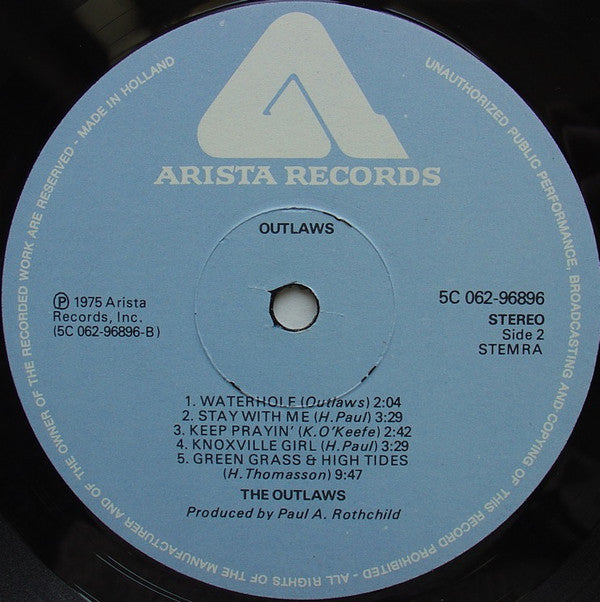 ARISTA RECORDS
OUTLAWS
℗ 1975 Arista
Records, Inc.
(5C 062-96896-B)
5C 062-96896
STEREO
Side 2
STEMRA
1. WATERHOLE (Outlaws) 2:04
2. STAY WITH ME (H. Paul) 3:29
3. KEEP PRAYIN' (K. O'Keefe) 2:42
4. KNOXVILLE GIRL (H. Paul) 3:29
5. GREEN GRASS & HIGH TIDES
(H. Thomasson) 9:47
THE OUTLAWS
Produced by Paul A. Rothchild
UNAUTHORIZED PUBLIC PERFORMANCE, BROADCASTING AND COPYING OF THIS RECORD PROHIBITED - ALL RIGHTS OF THE MANUFACTURER AND OF THE OWNER OF THE RECORDED WORK ARE RESERVED - MADE IN HOLLAND